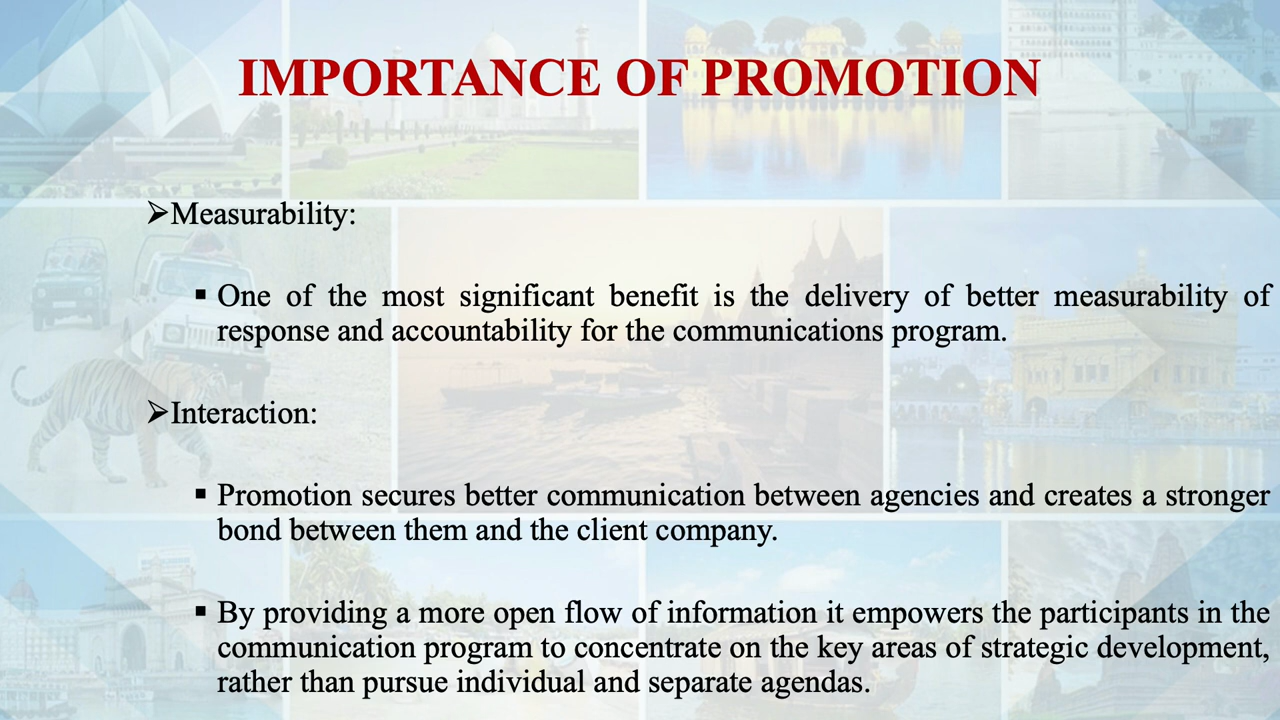 IMPORTANCE OF PROMOTION
➢Measurability:
▪ One of the most significant benefit is the delivery of better measurability of
response and accountability for the communications program.
➢Interaction:
▪ Promotion secures better communication between agencies and creates a stronger
bond between them and the client company.
▪ By providing a more open flow of information it empowers the participants in the
communication program to concentrate on the key areas of strategic development,
rather than pursue individual and separate agendas.